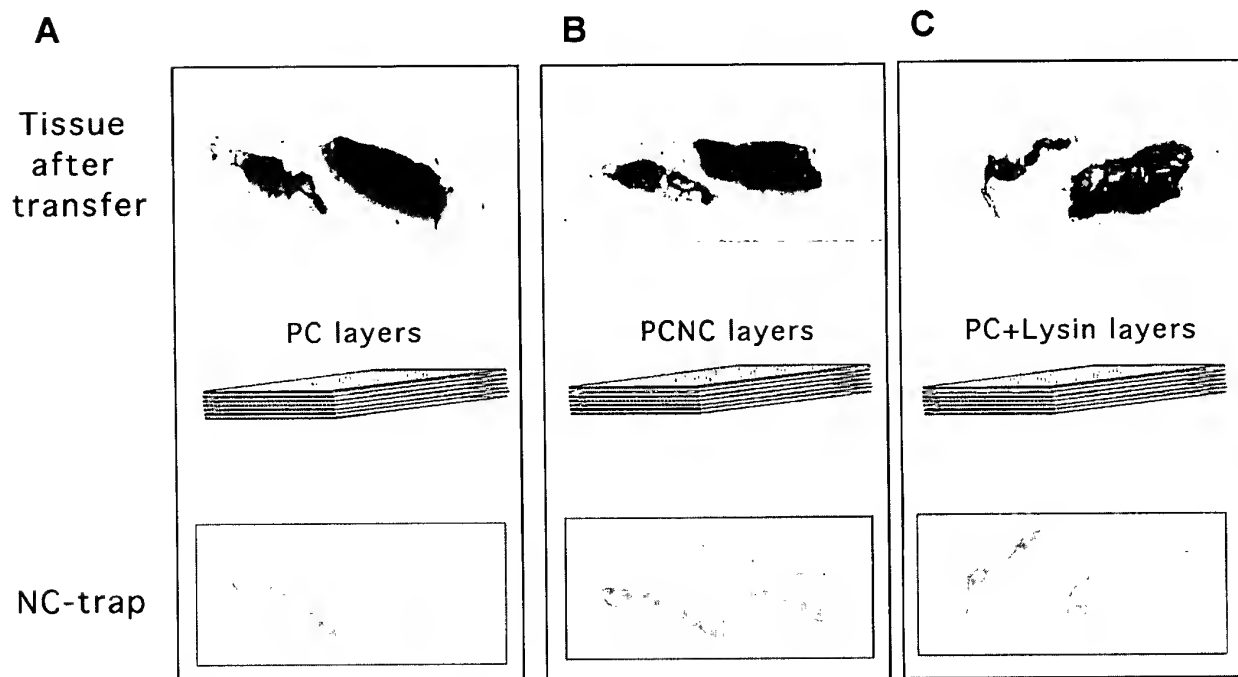 A
B
C
Tissue
after
transfer
PC layers
PCNC layers
PC+Lysin layers
NC-trap